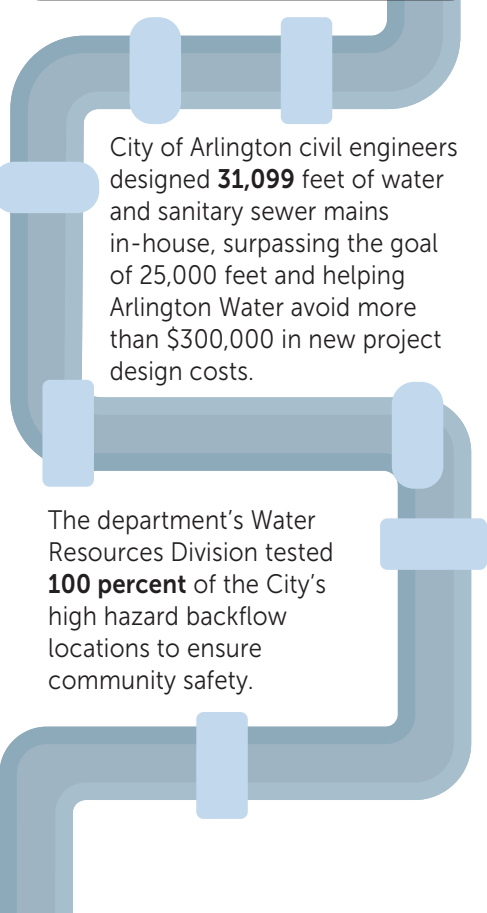 City of Arlington civil engineers
designed 31,099 feet of water
and sanitary sewer mains
in-house, surpassing the goal
of 25,000 feet and helping
Arlington Water avoid more
than $300,000 in new project
design costs.
The department’s Water
Resources Division tested
100 percent of the City’s
high hazard backflow
locations to ensure
community safety.